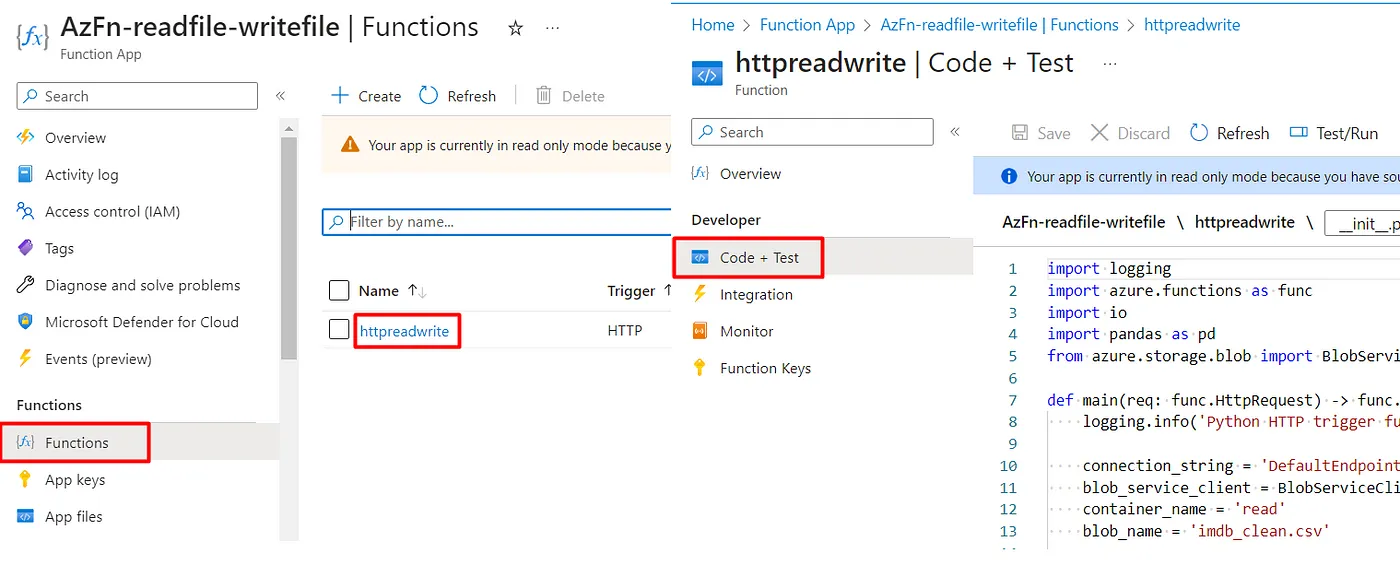 AzFn-readfile-writefile | Functions
Function App
Search
Overview
Activity log
Access control (IAM)
Tags
Diagnose and solve problems
Microsoft Defender for Cloud
Events (preview)
Functions
Functions
App keys
App files
Create Refresh Delete
Your app is currently in read only mode because y
Filter by name...
Name Trigger
httpreadwrite HTTP
Home > Function App > AzFn-readfile-writefile | Functions > httpreadwrite
httpreadwrite | Code + Test
Function
Search
Overview
Developer
Code + Test
Integration
Monitor
Function Keys
Save Discard Refresh Test/Run
Your app is currently in read only mode because you have sou
AzFn-readfile-writefile \ httpreadwrite \ __init__.p
1 import logging
2 import azure.functions as func
3 import io
4 import pandas as pd
5 from azure.storage.blob import BlobServic
6
7 def main(req: func.HttpRequest) -> func.
8 ····logging.info('Python HTTP trigger fu
9
10 ····connection_string = 'DefaultEndpoint
11 ····blob_service_client = BlobServiceCli
12 ····container_name = 'read'
13 ····blob_name = 'imdb_clean.csv'